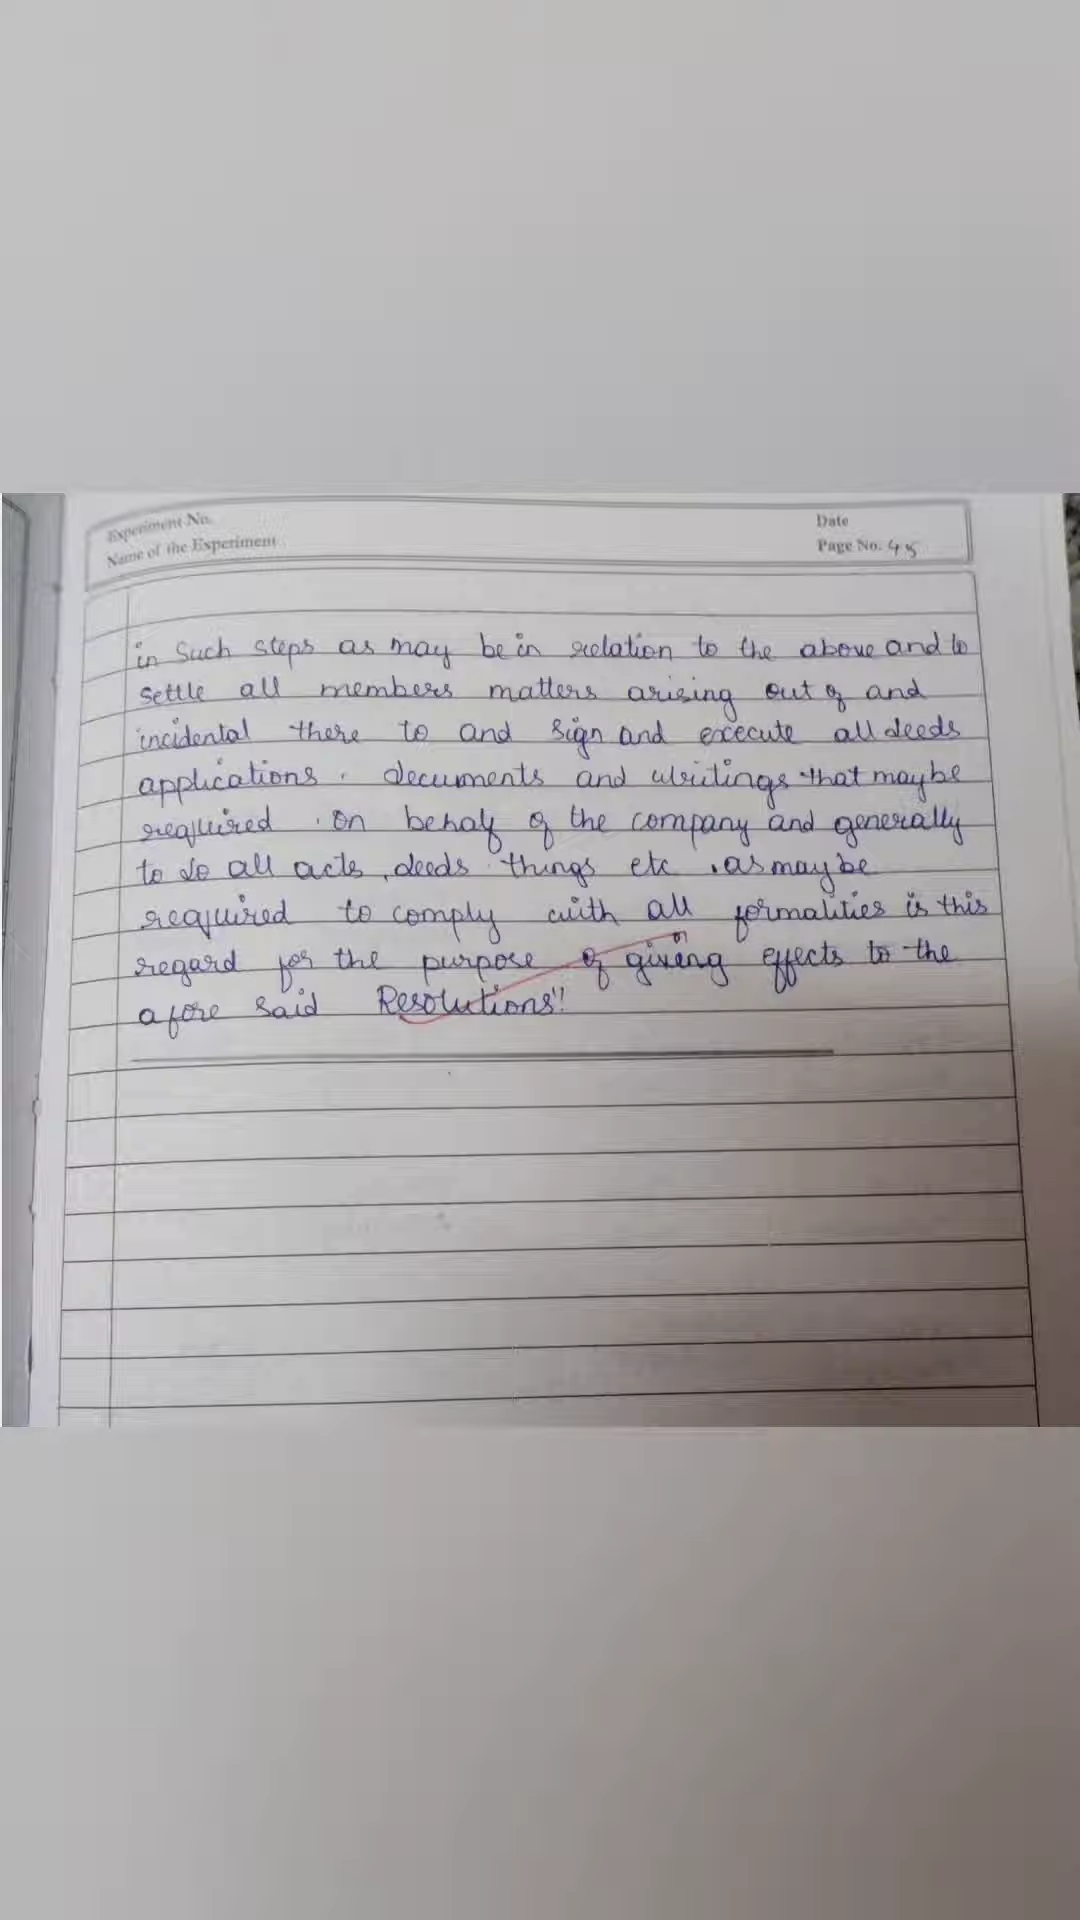 Experiment No.
Date
Name of the Experiment
Page No. 45
in Such steps as may be in relation to the above and to
settle all members matters arising out of and
incidental there to and sign and execute all deeds
applications, decuments and writings that maybe
reqjuired, on behalf of the company and generally
to do all acts, deeds, things etc, as maybe
reqjuired to comply with all formalities is this
regard for the purpose of giving effects to the
afore said Resolutions"!